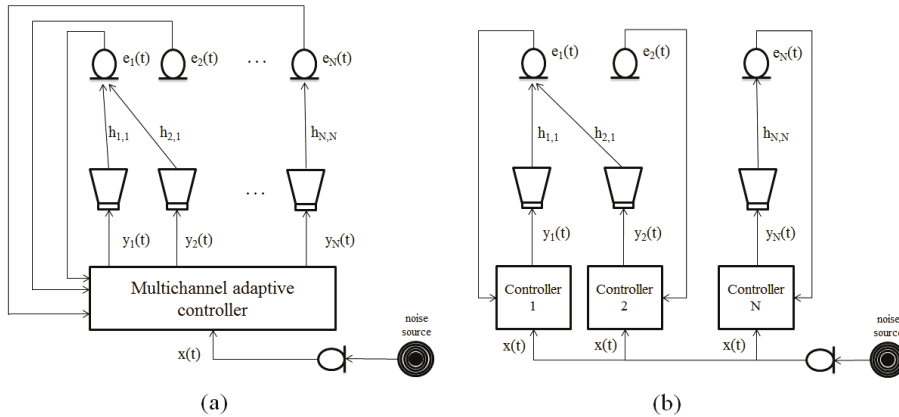 e1(t) e2(t) ... eN(t)
h1,1 h2,1 hN,N
...
y1(t) y2(t) yN(t)
Multichannel adaptive
controller
x(t)
noise
source
(a)
e1(t) e2(t) eN(t)
h1,1 h2,1 hN,N
...
y1(t) y2(t) yN(t)
Controller
1
Controller
2
Controller
N
x(t) x(t) x(t)
noise
source
(b)